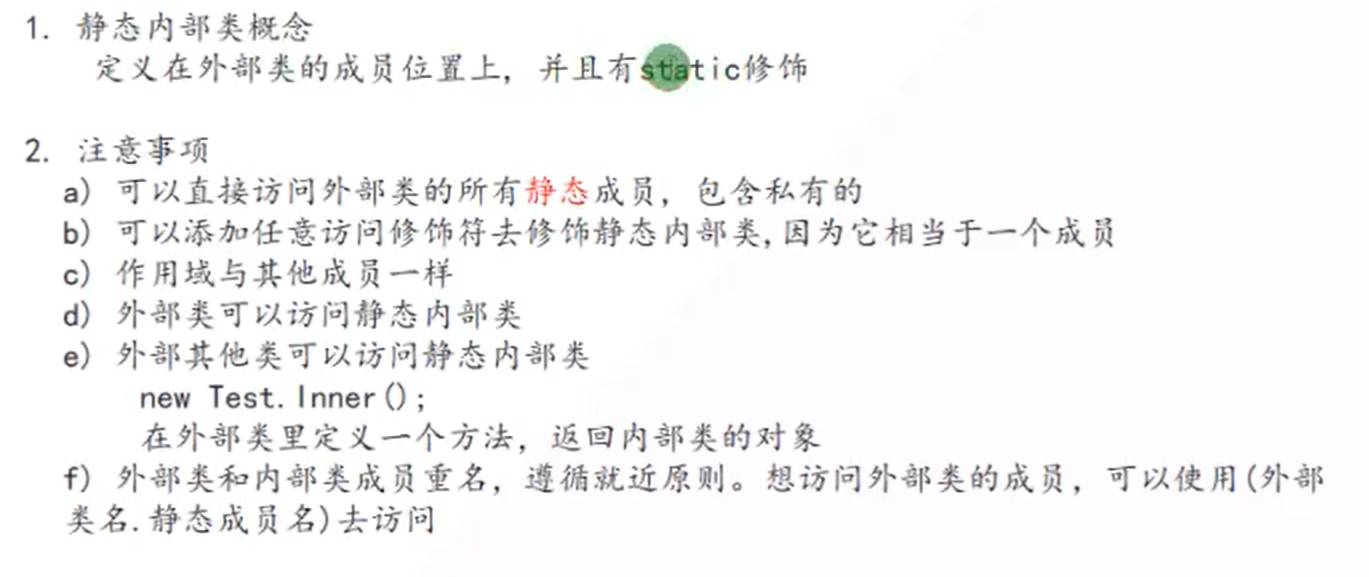 1. 静态内部类概念
定义在外部类的成员位置上，并且有static修饰
2. 注意事项
a) 可以直接访问外部类的所有静态成员，包含私有的
b) 可以添加任意访问修饰符去修饰静态内部类,因为它相当于一个成员
c) 作用域与其他成员一样
d) 外部类可以访问静态内部类
e) 外部其他类可以访问静态内部类
new Test.Inner();
在外部类里定义一个方法，返回内部类的对象
f) 外部类和内部类成员重名，遵循就近原则。想访问外部类的成员，可以使用(外部
类名.静态成员名)去访问